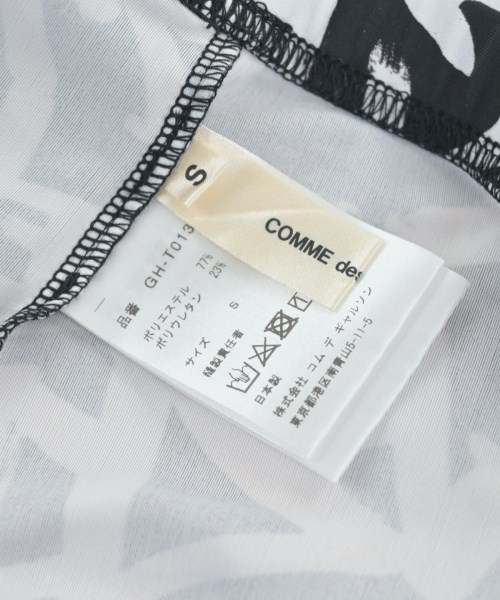 S
COMME des
品番 GH-T013
ポリエステル 77%
ポリウレタン 23%
サイズ S
縫製責任者
日本製
株式会社 コム デ ギャルソン
東京都港区南青山5-11-5